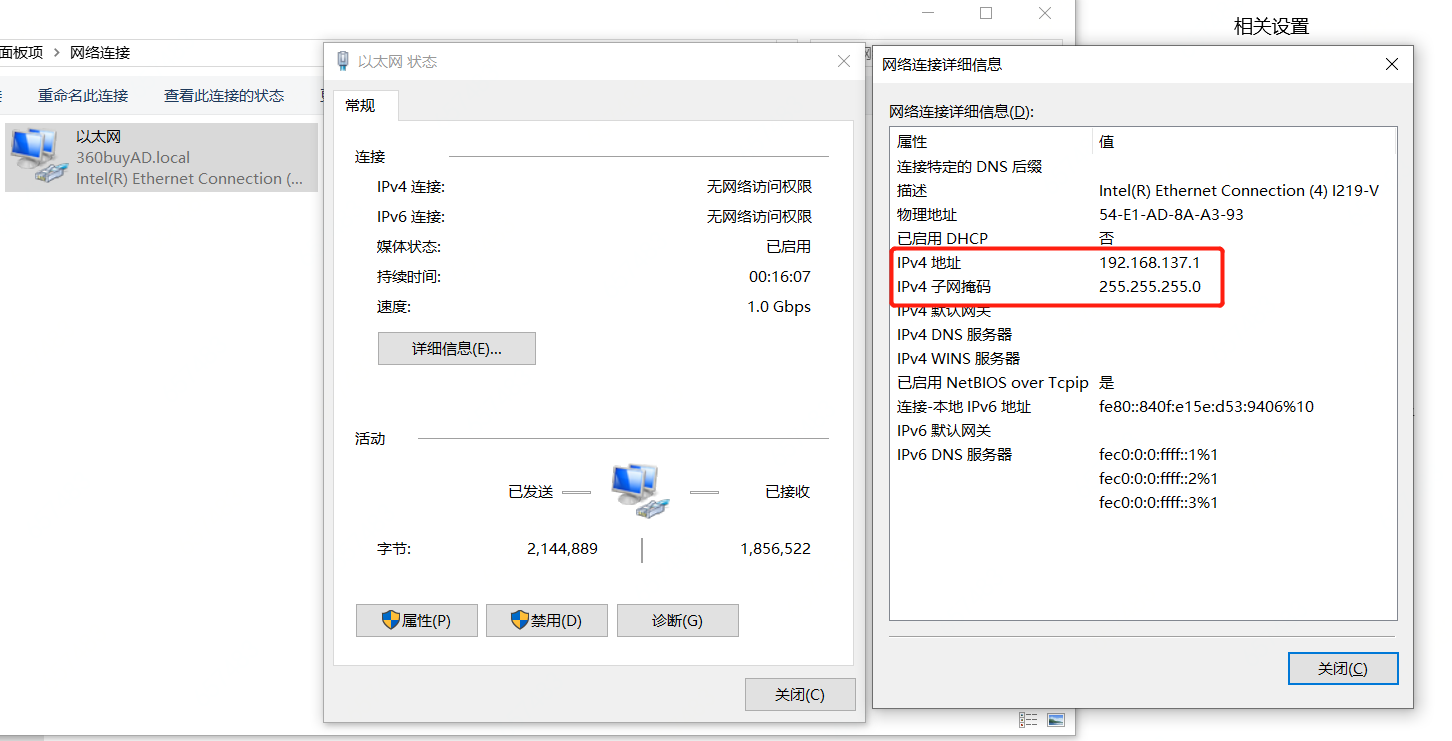 相关设置
面板项 > 网络连接
重命名此连接 查看此连接的状态
以太网
360buyAD.local
Intel(R) Ethernet Connection (...
以太网 状态
常规
连接
IPv4 连接: 无网络访问权限
IPv6 连接: 无网络访问权限
媒体状态: 已启用
持续时间: 00:16:07
速度: 1.0 Gbps
详细信息(E)...
活动
已发送 已接收
字节: 2,144,889 1,856,522
属性(P) 禁用(D) 诊断(G)
关闭(C)
网络连接详细信息
网络连接详细信息(D):
属性 值
连接特定的 DNS 后缀
描述 Intel(R) Ethernet Connection (4) I219-V
物理地址 54-E1-AD-8A-A3-93
已启用 DHCP 否
IPv4 地址 192.168.137.1
IPv4 子网掩码 255.255.255.0
IPv4 默认网关
IPv4 DNS 服务器
IPv4 WINS 服务器
已启用 NetBIOS over Tcpip 是
连接-本地 IPv6 地址 fe80::840f:e15e:d53:9406%10
IPv6 默认网关
IPv6 DNS 服务器 fec0:0:0:ffff::1%1
fec0:0:0:ffff::2%1
fec0:0:0:ffff::3%1
关闭(C)